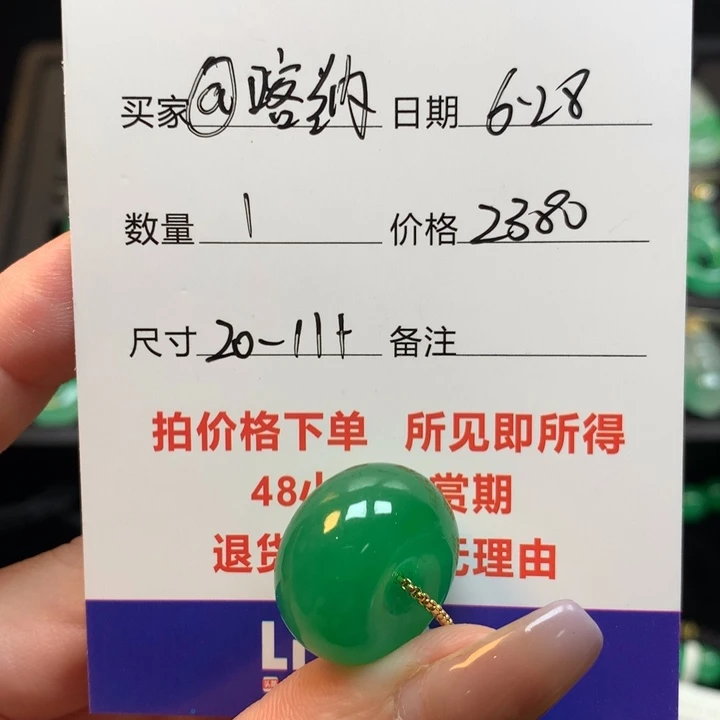 买家 @喀纳 日期 6-28
数量 1 价格 2380
尺寸 20-11+ 备注
拍价格下单 所见即所得
48小 赏期
退货 无理由
LI